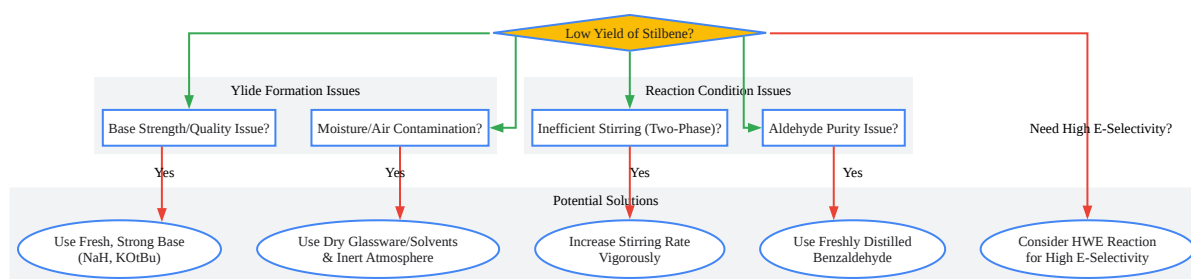 Low Yield of Stilbene?
Ylide Formation Issues
Reaction Condition Issues
Base Strength/Quality Issue?
Moisture/Air Contamination?
Inefficient Stirring (Two-Phase)?
Aldehyde Purity Issue?
Need High E-Selectivity?
Yes
Yes
Yes
Yes
Potential Solutions
Use Fresh, Strong Base
(NaH, KOtBu)
Use Dry Glassware/Solvents
& Inert Atmosphere
Increase Stirring Rate
Vigorously
Use Freshly Distilled
Benzaldehyde
Consider HWE Reaction
for High E-Selectivity